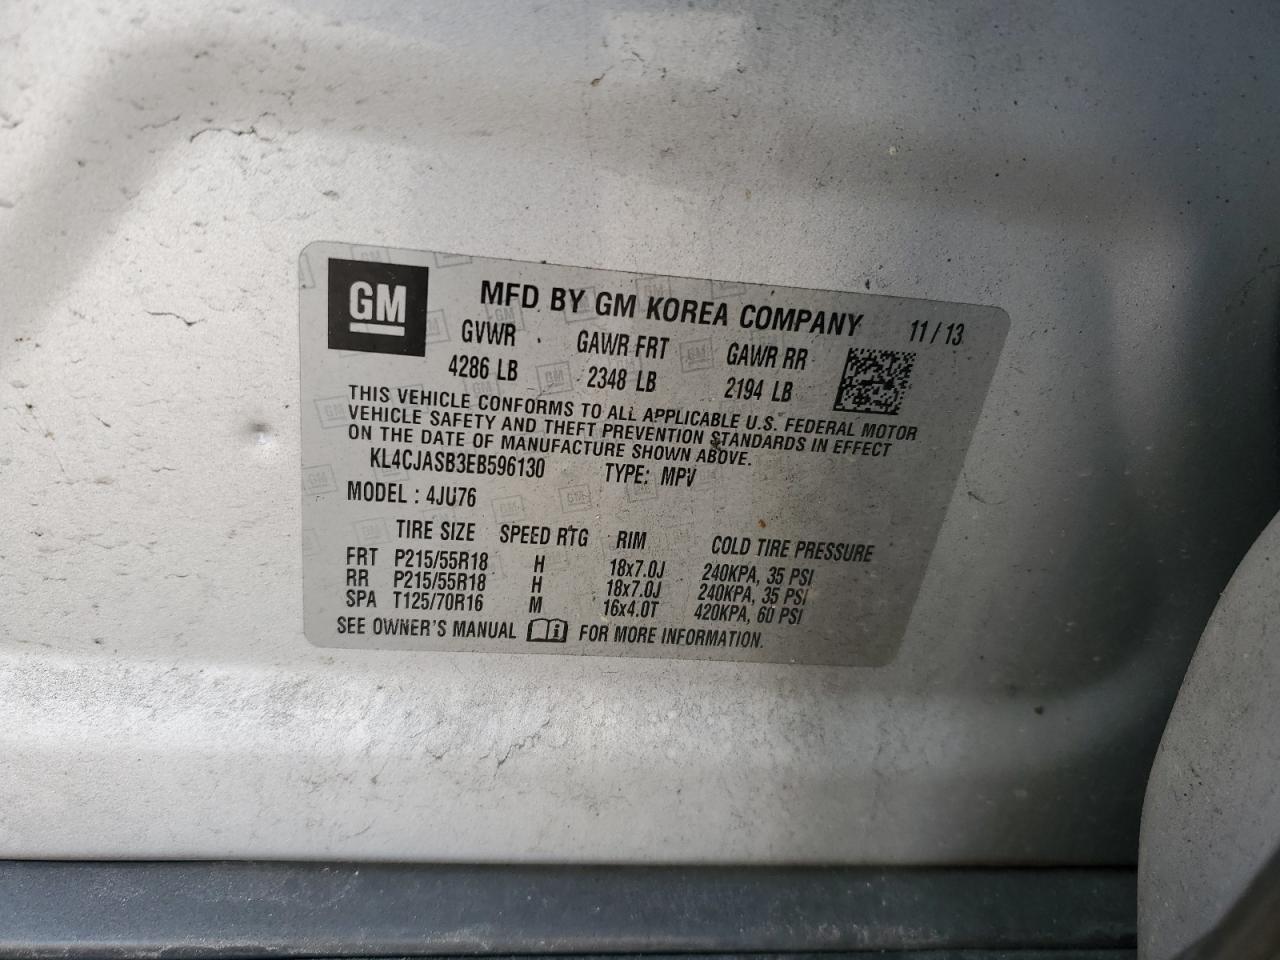 GM
MFD BY GM KOREA COMPANY 11/13
GVWR GAWR FRT GAWR RR
4286 LB 2348 LB 2194 LB
THIS VEHICLE CONFORMS TO ALL APPLICABLE U.S. FEDERAL MOTOR
VEHICLE SAFETY AND THEFT PREVENTION STANDARDS IN EFFECT
ON THE DATE OF MANUFACTURE SHOWN ABOVE.
KL4CJASB3EB596130 TYPE: MPV
MODEL : 4JU76
TIRE SIZE SPEED RTG RIM COLD TIRE PRESSURE
FRT P215/55R18 H 18x7.0J 240KPA, 35 PSI
RR P215/55R18 H 18x7.0J 240KPA, 35 PSI
SPA T125/70R16 M 16x4.0T 420KPA, 60 PSI
SEE OWNER'S MANUAL FOR MORE INFORMATION.